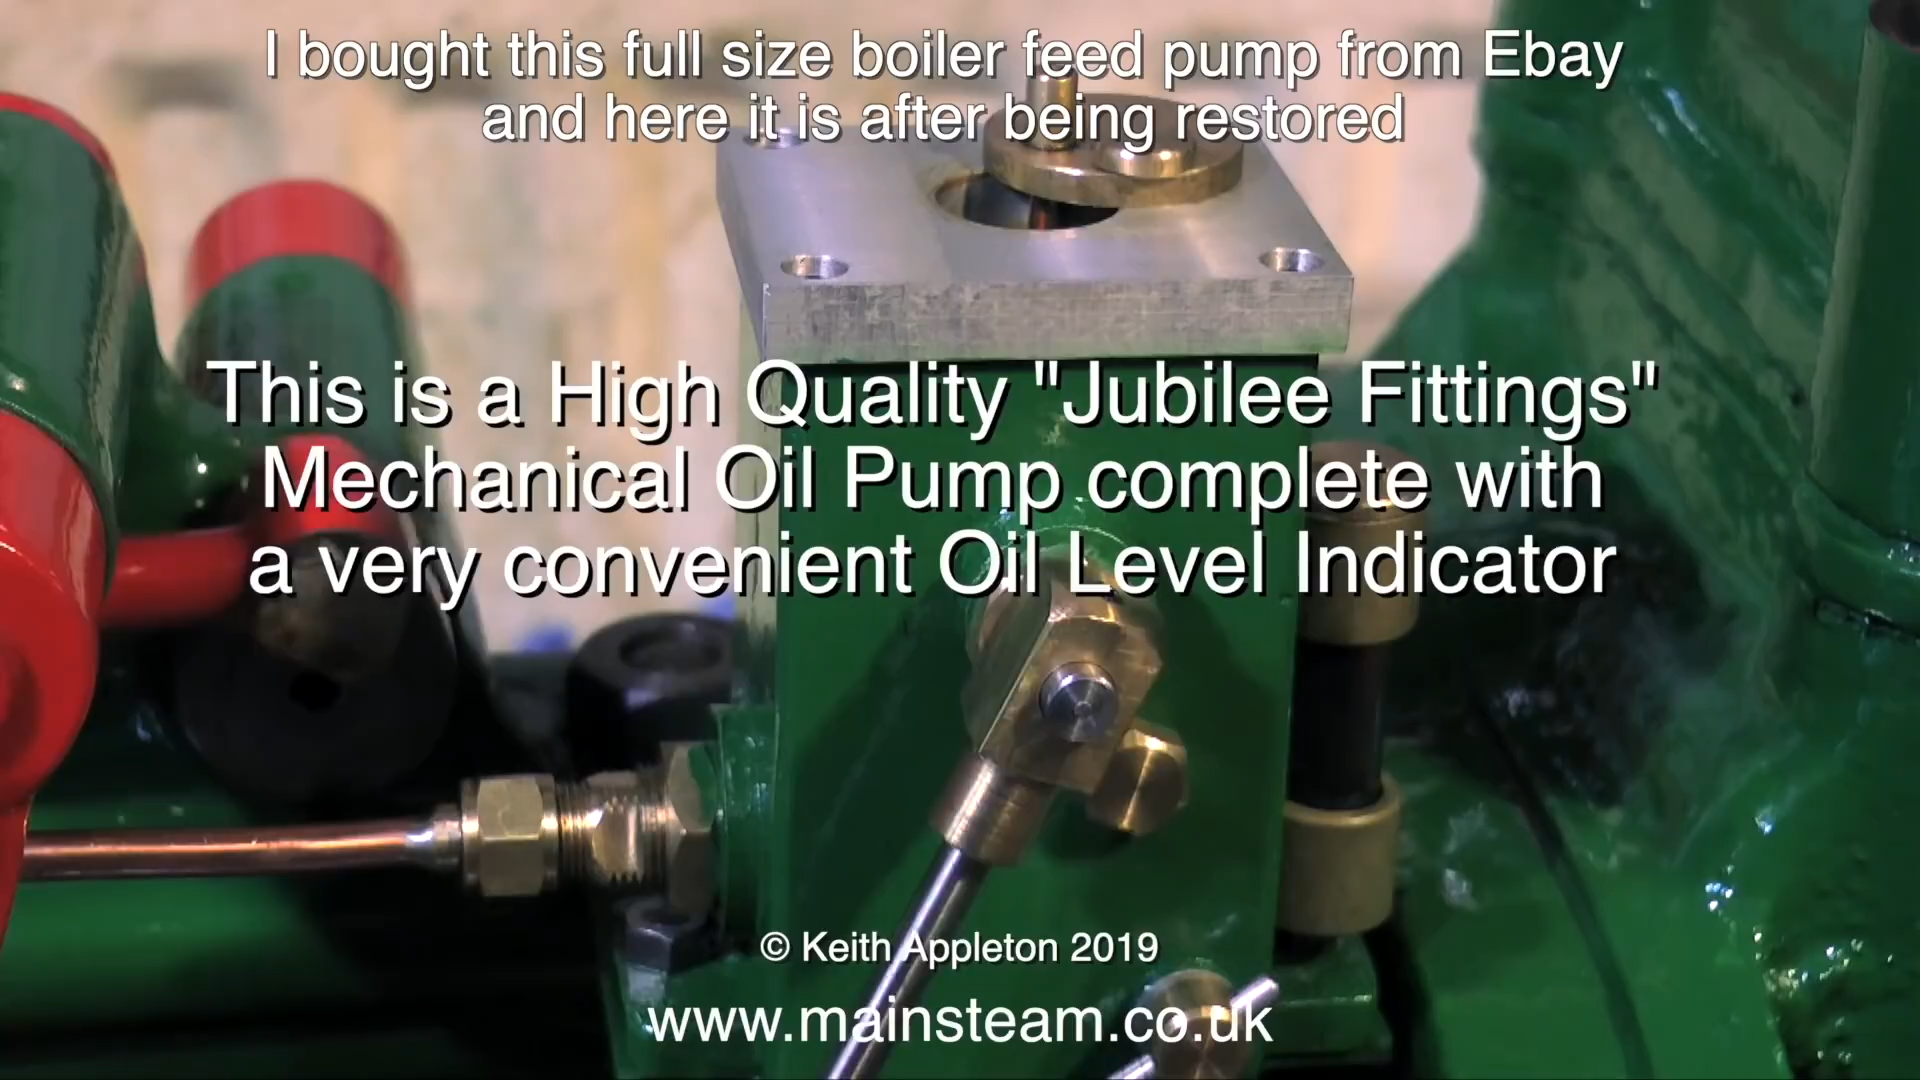 I bought this full size boiler feed pump from Ebay
and here it is after being restored
This is a High Quality "Jubilee Fittings"
Mechanical Oil Pump complete with
a very convenient Oil Level Indicator
© Keith Appleton 2019
www.mainsteam.co.uk